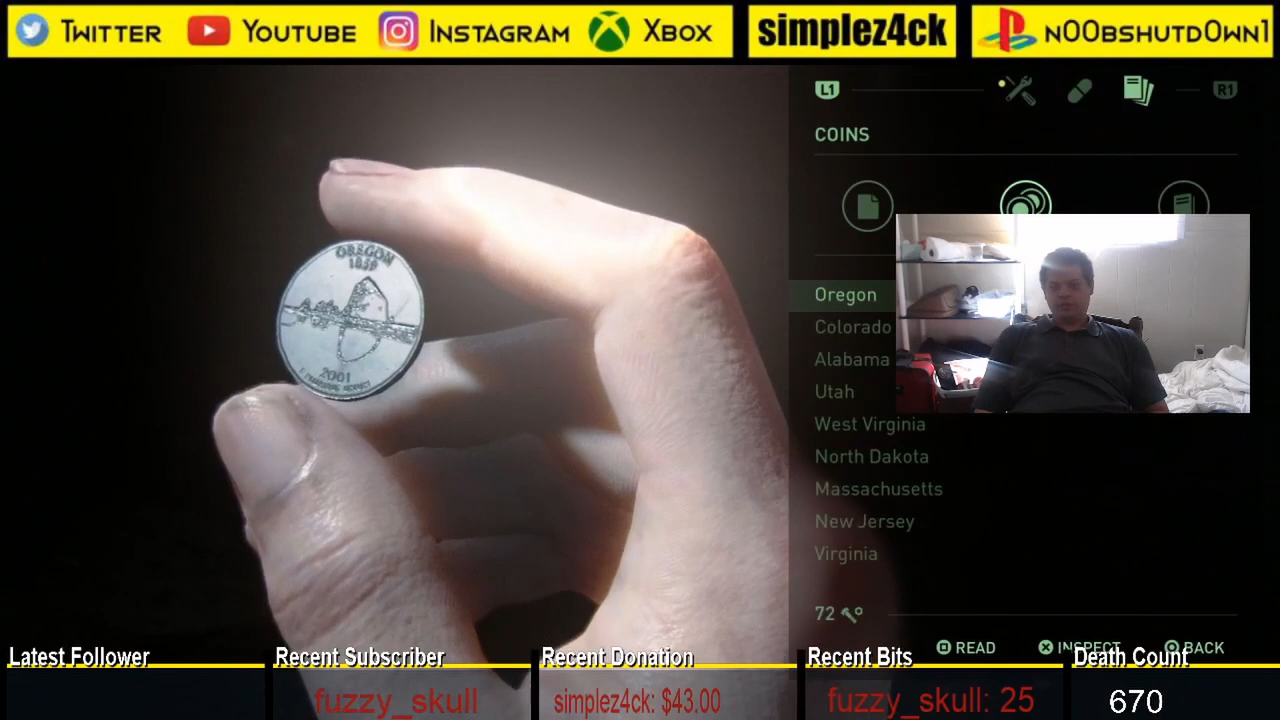 Twitter YouTube Instagram Xbox simplez4ck n00bshutd0wn1
L1 R1
COINS
OREGON
1859
2001
Oregon
Colorado
Alabama
Utah
West Virginia
North Dakota
Massachusetts
New Jersey
Virginia
72
READ INSPECT BACK
Latest Follower Recent Subscriber Recent Donation Recent Bits Death Count
fuzzy_skull simplez4ck: $43.00 fuzzy_skull: 25 670